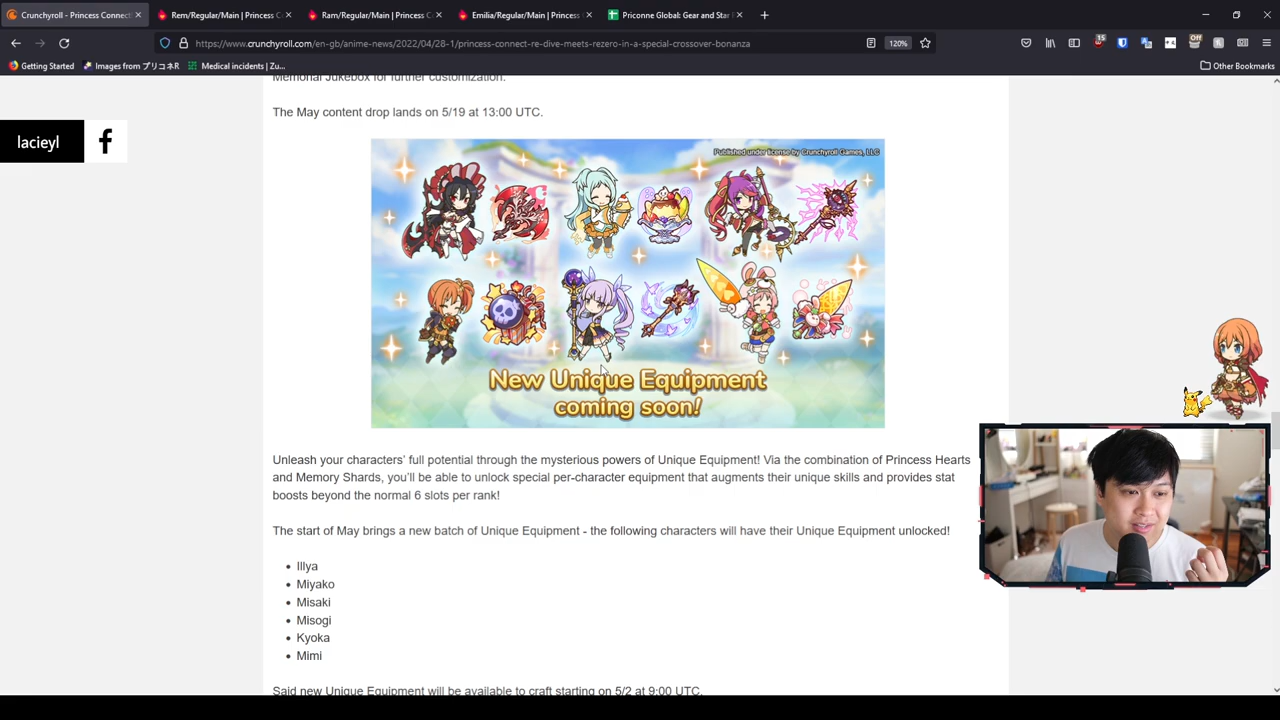 Crunchyroll - Princess Connect!
Rem/Regular/Main | Princess C
Ram/Regular/Main | Princess C
Emilia/Regular/Main | Princess
Priconne Global: Gear and Star
https://www.crunchyroll.com/en-gb/anime-news/2022/04/28-1/princess-connect-re-dive-meets-rezero-in-a-special-crossover-bonanza
120%
15
Off
Getting Started
Images from プリコネR
Medical incidents | Zu...
Other Bookmarks
Memorial Jukebox for further customization.
The May content drop lands on 5/19 at 13:00 UTC.
lacieyl
Published under license by Crunchyroll Games, LLC
New Unique Equipment
coming soon!
Unleash your characters' full potential through the mysterious powers of Unique Equipment! Via the combination of Princess Hearts
and Memory Shards, you'll be able to unlock special per-character equipment that augments their unique skills and provides stat
boosts beyond the normal 6 slots per rank!
The start of May brings a new batch of Unique Equipment - the following characters will have their Unique Equipment unlocked!
Illya
Miyako
Misaki
Misogi
Kyoka
Mimi
Said new Unique Equipment will be available to craft starting on 5/2 at 9:00 UTC.